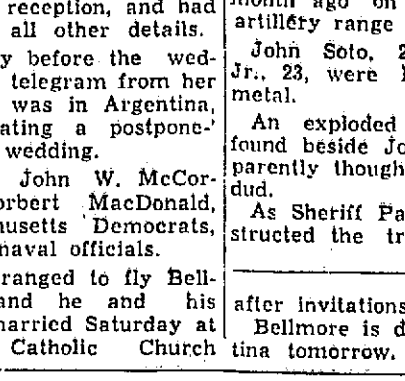 reception, and had
all other details.
y before the wed-
telegram from her
was in Argentina,
ating a postpone-
wedding.
John W. McCor-
orbert MacDonald,
usetts Democrats,
naval officials.
ranged to fly Bell-
and he and his
narried Saturday at
Catholic Church
month ago on
artillery range
John Soto, 2
Jr., 23, were
metal.
An exploded
found beside Jo
parently though
dud.
As Sheriff Pa
structed the tr
after invitations
Bellmore is d
tina tomorrow.